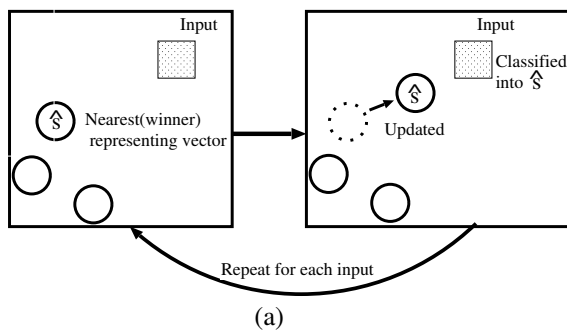 Input
ŝ
Nearest(winner)
representing vector
Input
Classified
into ŝ
ŝ
Updated
Repeat for each input
(a)